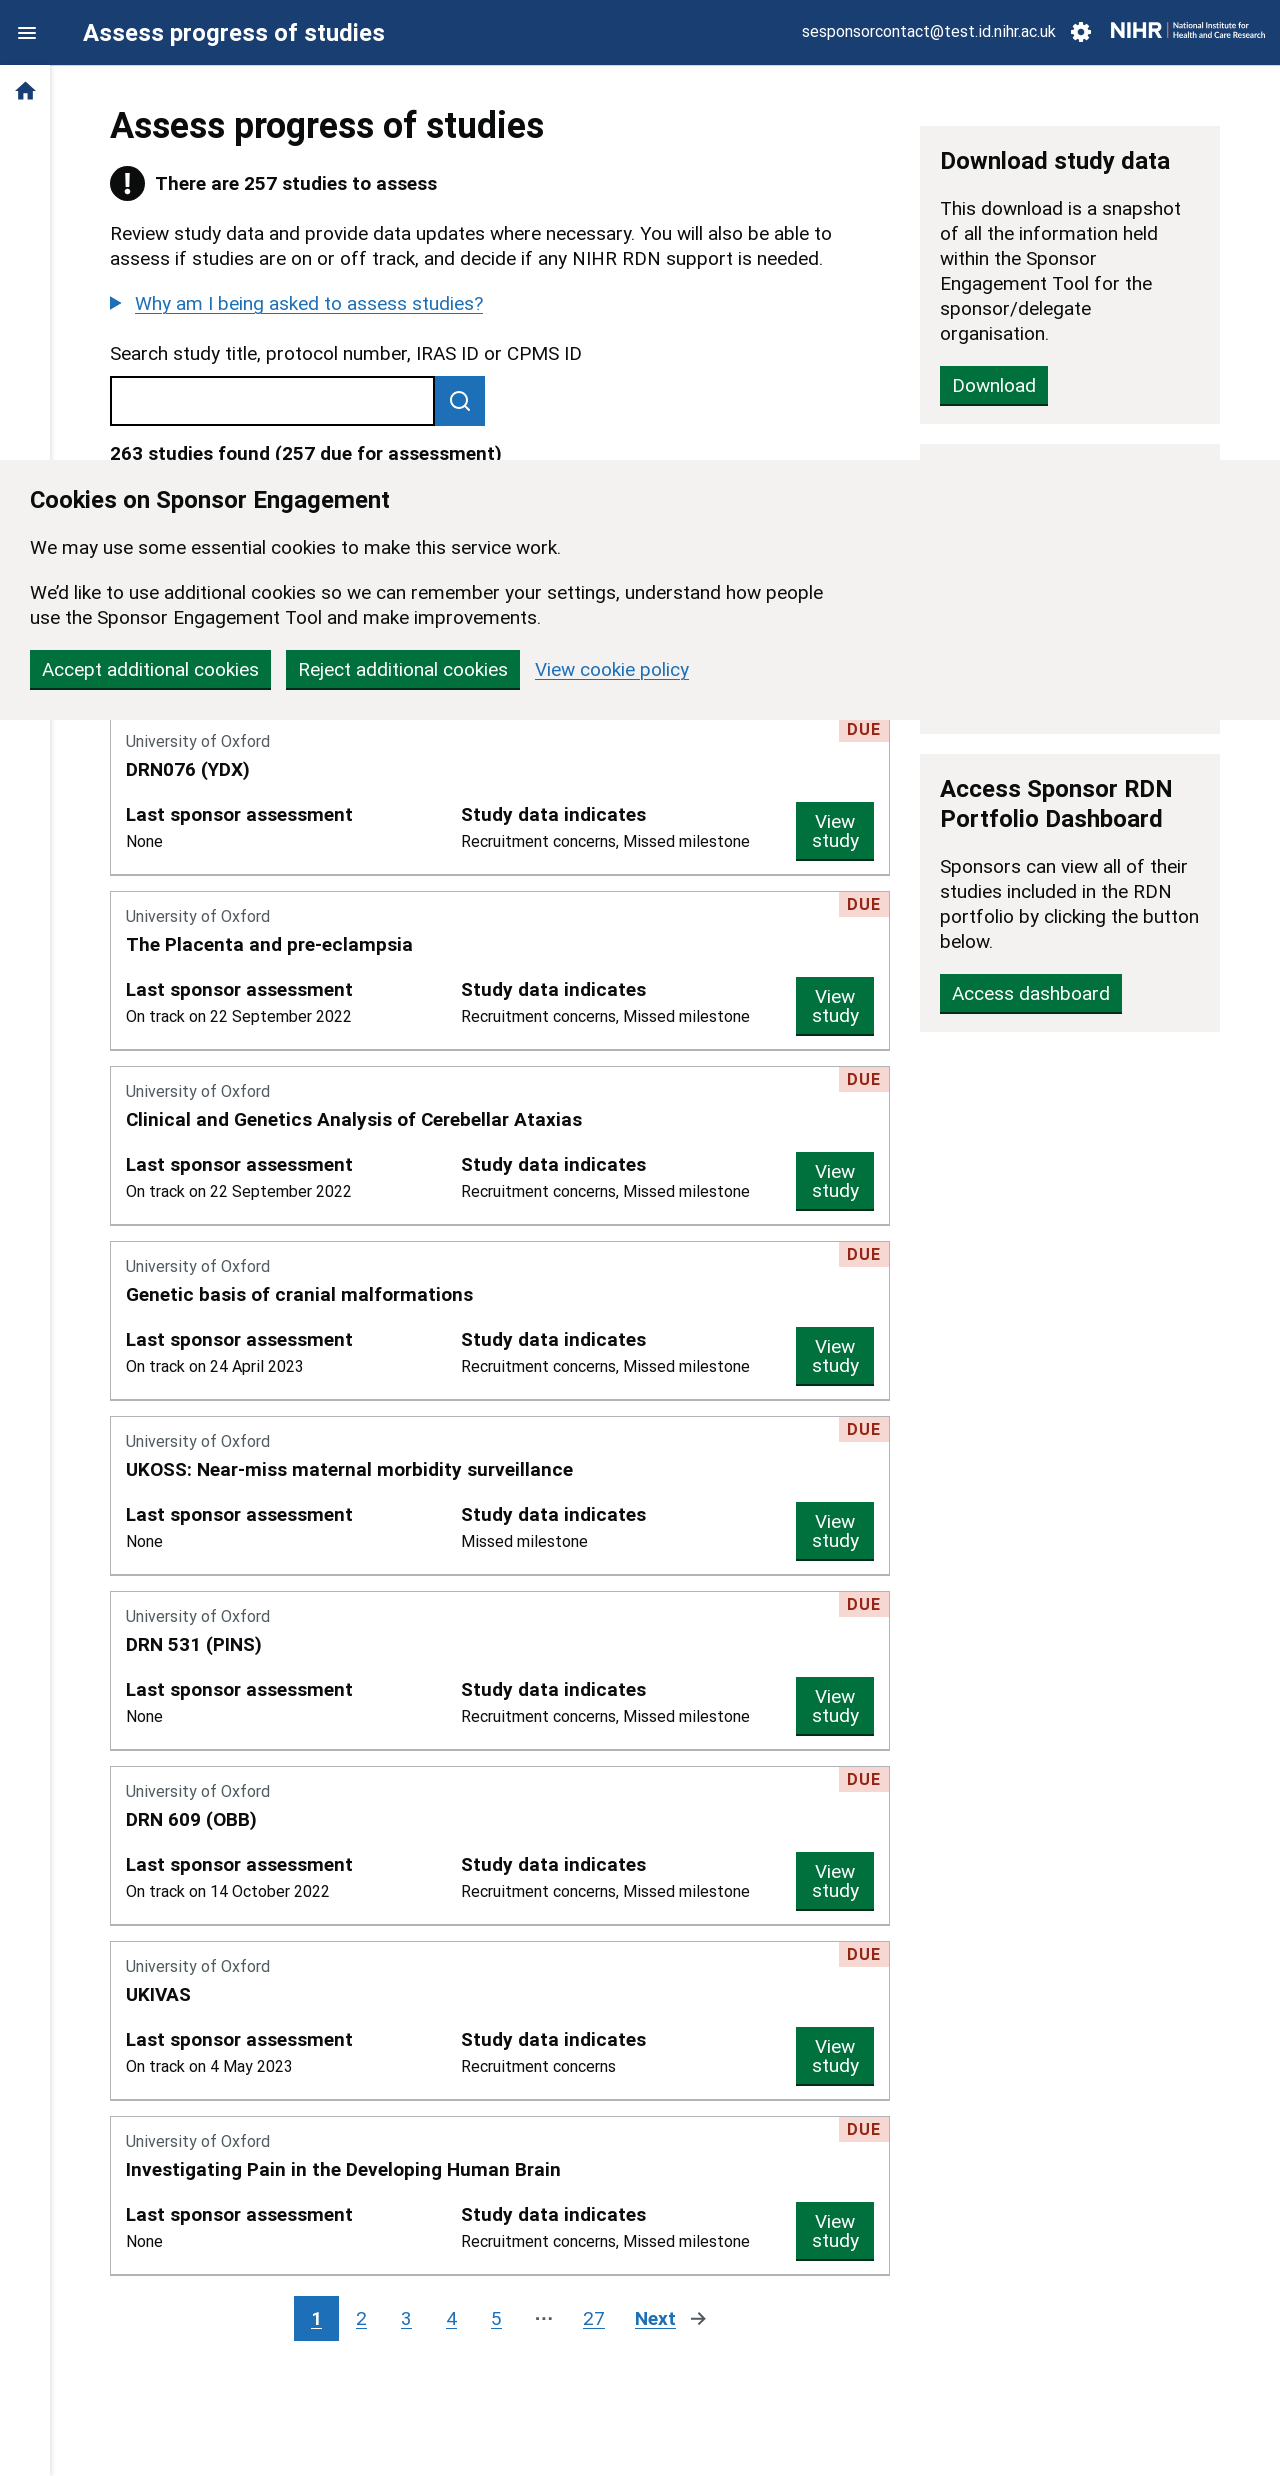 Assess progress of studies
sesponsorcontact@test.id.nihr.ac.uk
NIHR | National Institute for
Health and Care Research
Assess progress of studies
There are 257 studies to assess
Review study data and provide data updates where necessary. You will also be able to
assess if studies are on or off track, and decide if any NIHR RDN support is needed.
Why am I being asked to assess studies?
Search study title, protocol number, IRAS ID or CPMS ID
263 studies found (257 due for assessment)
Download study data
This download is a snapshot
of all the information held
within the Sponsor
Engagement Tool for the
sponsor/delegate
organisation.
Download
Cookies on Sponsor Engagement
We may use some essential cookies to make this service work.
We’d like to use additional cookies so we can remember your settings, understand how people
use the Sponsor Engagement Tool and make improvements.
Accept additional cookies
Reject additional cookies
View cookie policy
University of Oxford
DUE
DRN076 (YDX)
Last sponsor assessment
None
Study data indicates
Recruitment concerns, Missed milestone
View
study
Access Sponsor RDN
Portfolio Dashboard
Sponsors can view all of their
studies included in the RDN
portfolio by clicking the button
below.
Access dashboard
University of Oxford
DUE
The Placenta and pre-eclampsia
Last sponsor assessment
On track on 22 September 2022
Study data indicates
Recruitment concerns, Missed milestone
View
study
University of Oxford
DUE
Clinical and Genetics Analysis of Cerebellar Ataxias
Last sponsor assessment
On track on 22 September 2022
Study data indicates
Recruitment concerns, Missed milestone
View
study
University of Oxford
DUE
Genetic basis of cranial malformations
Last sponsor assessment
On track on 24 April 2023
Study data indicates
Recruitment concerns, Missed milestone
View
study
University of Oxford
DUE
UKOSS: Near-miss maternal morbidity surveillance
Last sponsor assessment
None
Study data indicates
Missed milestone
View
study
University of Oxford
DUE
DRN 531 (PINS)
Last sponsor assessment
None
Study data indicates
Recruitment concerns, Missed milestone
View
study
University of Oxford
DUE
DRN 609 (OBB)
Last sponsor assessment
On track on 14 October 2022
Study data indicates
Recruitment concerns, Missed milestone
View
study
University of Oxford
DUE
UKIVAS
Last sponsor assessment
On track on 4 May 2023
Study data indicates
Recruitment concerns
View
study
University of Oxford
DUE
Investigating Pain in the Developing Human Brain
Last sponsor assessment
None
Study data indicates
Recruitment concerns, Missed milestone
View
study
1 2 3 4 5 ⋯ 27 Next →